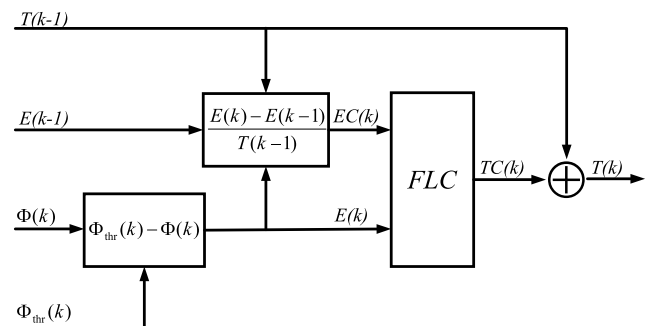 T(k-1)
E(k-1)
E(k) − E(k−1)
T(k−1)
EC(k)
FLC
TC(k)
T(k)
Φ(k)
Φthr(k) − Φ(k)
E(k)
Φthr(k)